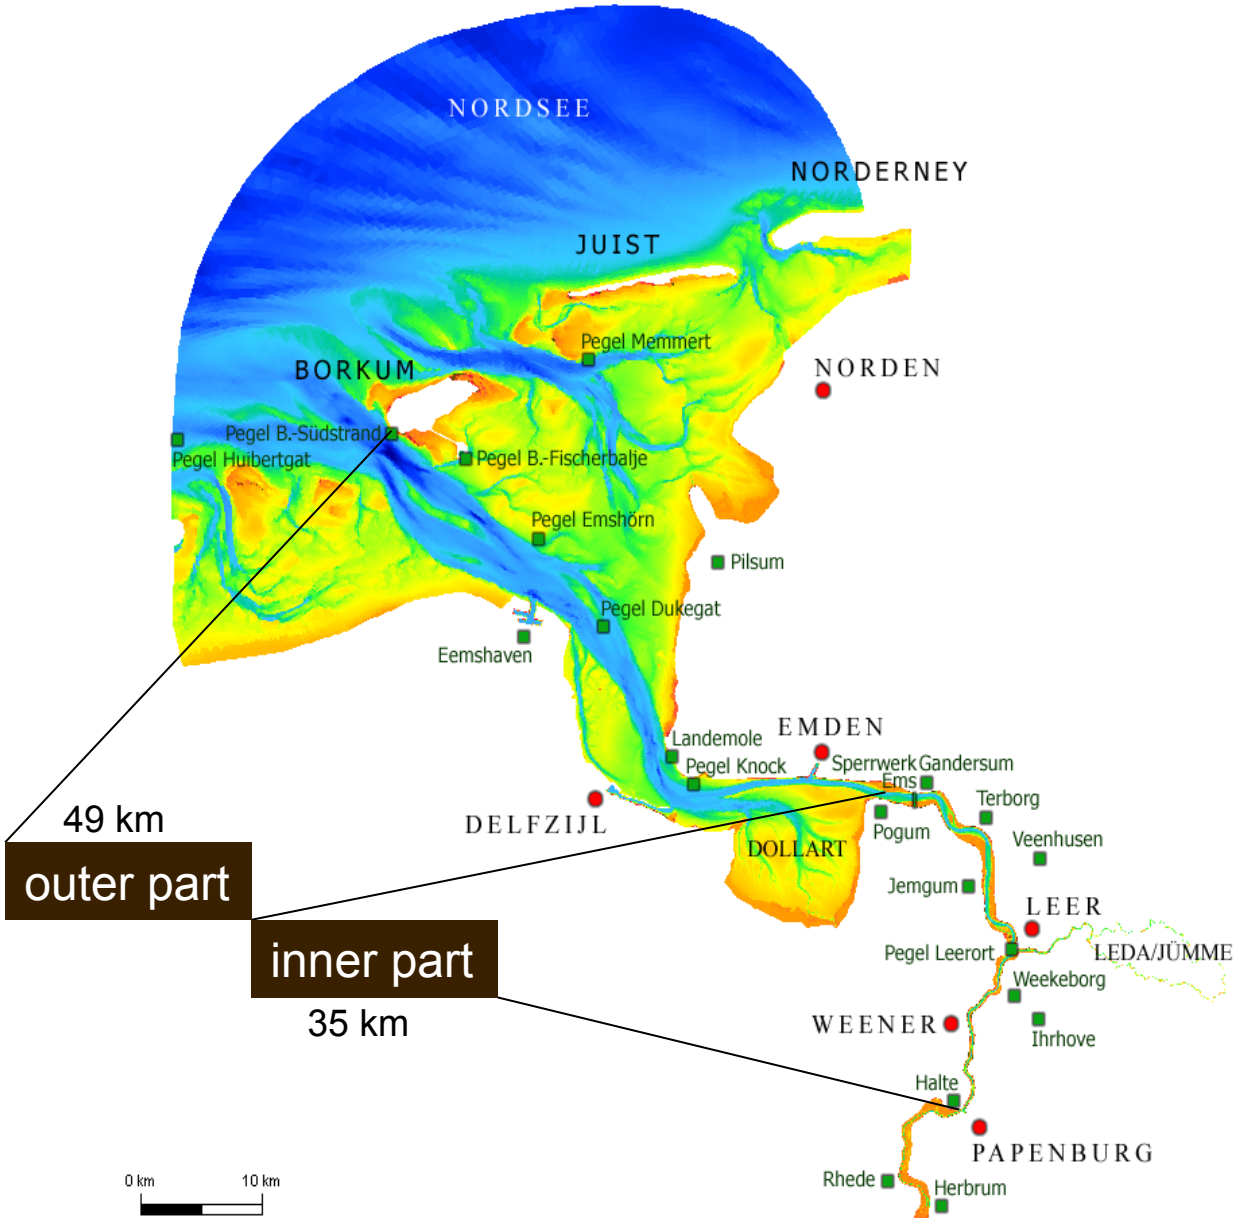 NORDSEE
NORDERNEY
JUIST
Pegel Memmert
BORKUM
NORDEN
Pegel B.-Südstrand
Pegel Huibertgat
Pegel B.-Fischerbalje
Pegel Emshörn
Pilsum
Pegel Dukegat
Eemshaven
EMDEN
Landemole
Pegel Knock
Sperrwerk Gandersum
Ems
Terborg
49 km
DELFZIJL
Pogum
Veenhusen
DOLLART
outer part
Jemgum
LEER
inner part
Pegel Leerort
LEDA/JÜMME
Weekeborg
35 km
WEENER
Ihrhove
Halte
PAPENBURG
0 km
10 km
Rhede
Herbrum